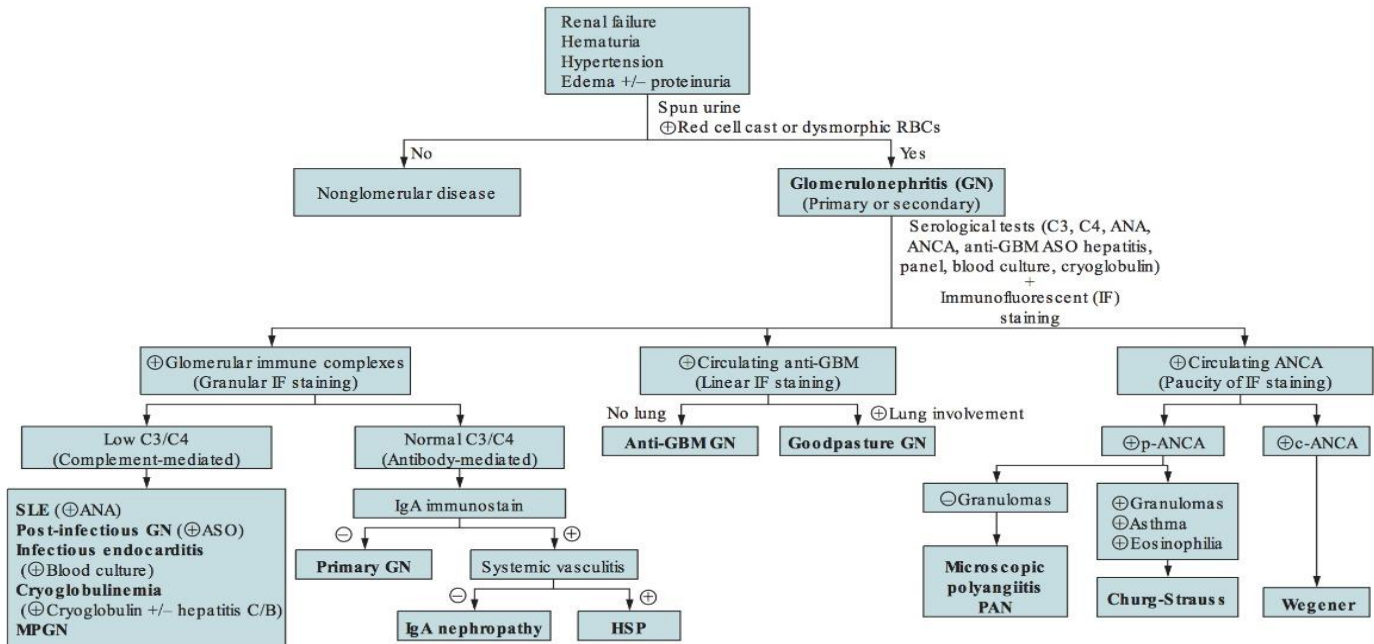 Renal failure
Hematuria
Hypertension
Edema +/– proteinuria
Spun urine
⊕Red cell cast or dysmorphic RBCs
No
Yes
Nonglomerular disease
Glomerulonephritis (GN)
(Primary or secondary)
Serological tests (C3, C4, ANA,
ANCA, anti-GBM ASO hepatitis,
panel, blood culture, cryoglobulin)
+
Immunofluorescent (IF)
staining
⊕Glomerular immune complexes
(Granular IF staining)
⊕Circulating anti-GBM
(Linear IF staining)
⊕Circulating ANCA
(Paucity of IF staining)
No lung
⊕Lung involvement
Low C3/C4
(Complement-mediated)
Normal C3/C4
(Antibody-mediated)
Anti-GBM GN
Goodpasture GN
⊕p-ANCA
⊕c-ANCA
SLE (⊕ANA)
Post-infectious GN (⊕ASO)
Infectious endocarditis
(⊕Blood culture)
Cryoglobulinemia
(⊕Cryoglobulin +/– hepatitis C/B)
MPGN
IgA immunostain
⊖
⊕
Primary GN
Systemic vasculitis
⊖
⊕
IgA nephropathy
HSP
⊖Granulomas
⊕Granulomas
⊕Asthma
⊕Eosinophilia
Microscopic
polyangiitis
PAN
Churg-Strauss
Wegener